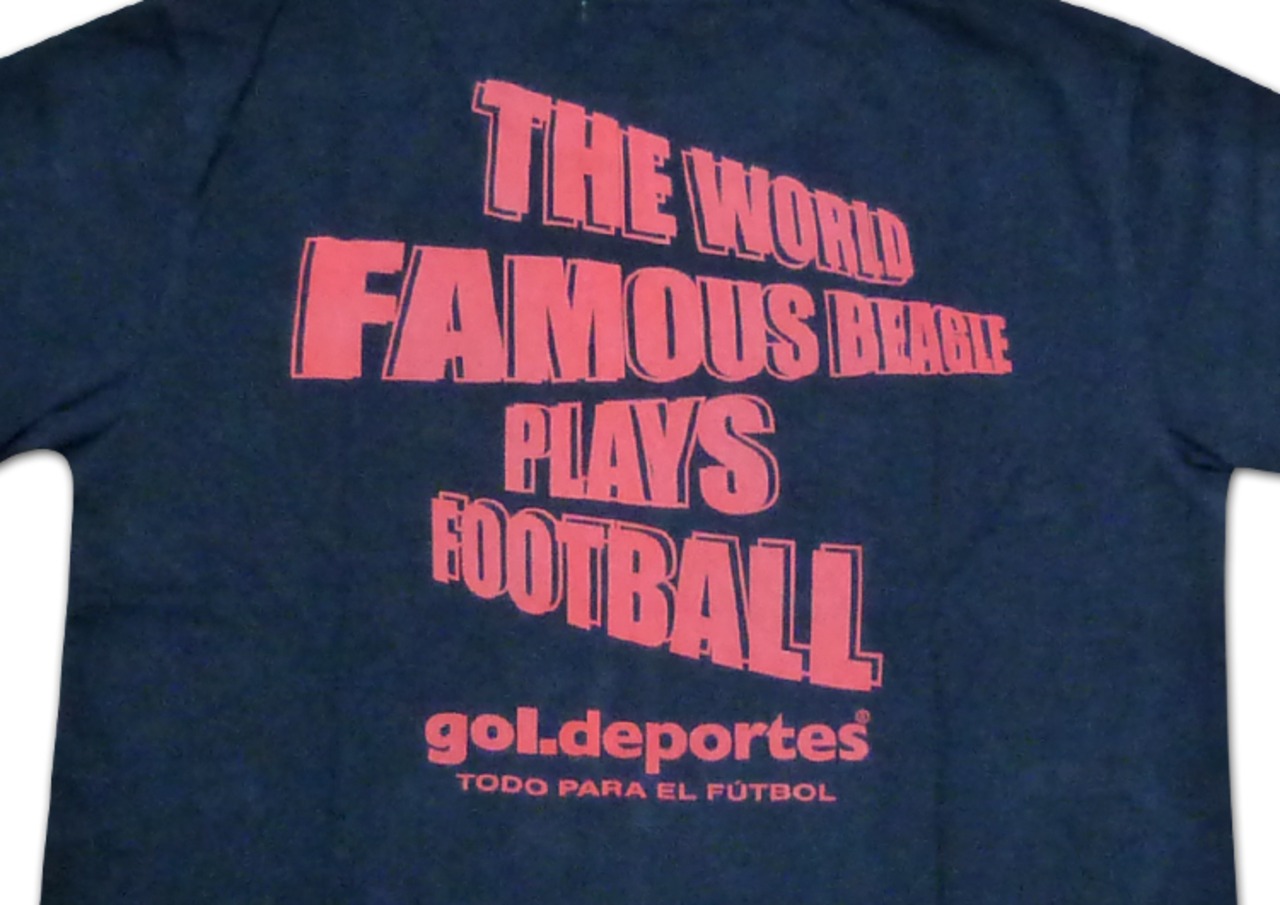 THE WORLD
FAMOUS BEAGLE
PLAYS
FOOTBALL
gol.deportes®
TODO PARA EL FÚTBOL